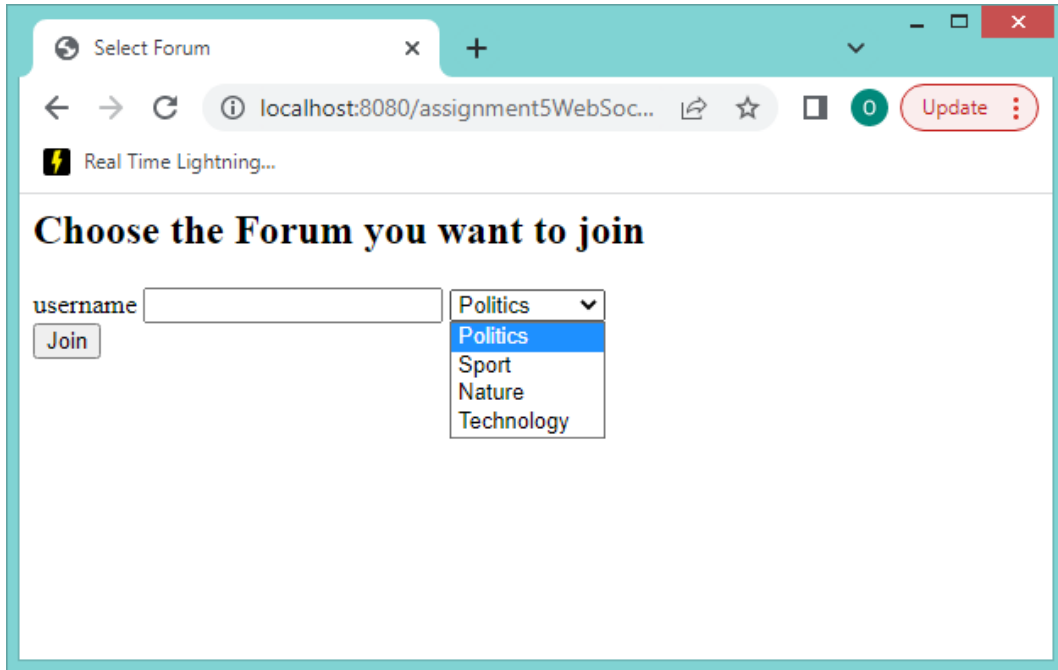 Select Forum
localhost:8080/assignment5WebSoc...
O
Update
Real Time Lightning...
Choose the Forum you want to join
username
Politics
Join
Politics
Sport
Nature
Technology